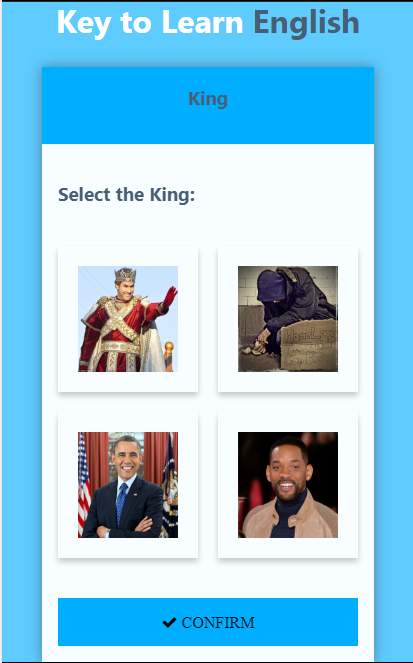 Key to Learn English
King
Select the King:
CONFIRM